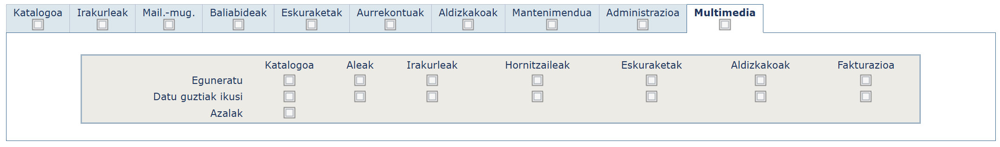 Katalogoa Irakurleak Mail.-mug. Baliabideak Eskuraketak Aurrekontuak Aldizkakoak Mantenimendua Administrazioa Multimedia
Katalogoa Aleak Irakurleak Hornitzaileak Eskuraketak Aldizkakoak Fakturazioa
Eguneratu
Datu guztiak ikusi
Azalak